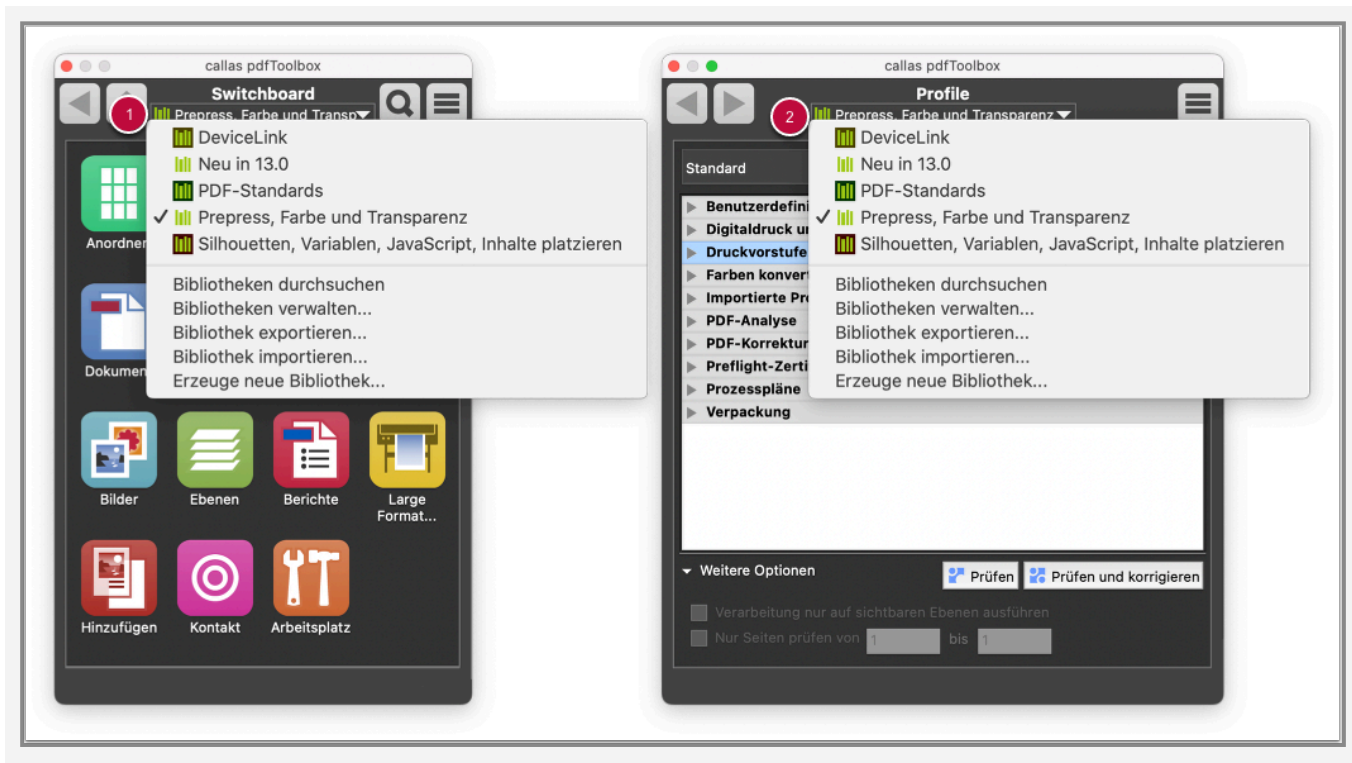 callas pdfToolbox
Switchboard
1
Prepress, Farbe und Transp
DeviceLink
Neu in 13.0
PDF-Standards
Prepress, Farbe und Transparenz
Silhouetten, Variablen, JavaScript, Inhalte platzieren
Bibliotheken durchsuchen
Bibliotheken verwalten...
Bibliothek exportieren...
Bibliothek importieren...
Erzeuge neue Bibliothek...
Anordnen
Dokumen
Bilder
Ebenen
Berichte
Large
Format...
Hinzufügen
Kontakt
Arbeitsplatz
callas pdfToolbox
Profile
2
Prepress, Farbe und Transparenz
DeviceLink
Neu in 13.0
PDF-Standards
Prepress, Farbe und Transparenz
Silhouetten, Variablen, JavaScript, Inhalte platzieren
Bibliotheken durchsuchen
Bibliotheken verwalten...
Bibliothek exportieren...
Bibliothek importieren...
Erzeuge neue Bibliothek...
Standard
Benutzerdefini
Digitaldruck u
Druckvorstufe
Farben konvert
Importierte Pro
PDF-Analyse
PDF-Korrektur
Preflight-Zerti
Prozesspläne
Verpackung
Weitere Optionen
Prüfen
Prüfen und korrigieren
Verarbeitung nur auf sichtbaren Ebenen ausführen
Nur Seiten prüfen von 1 bis 1